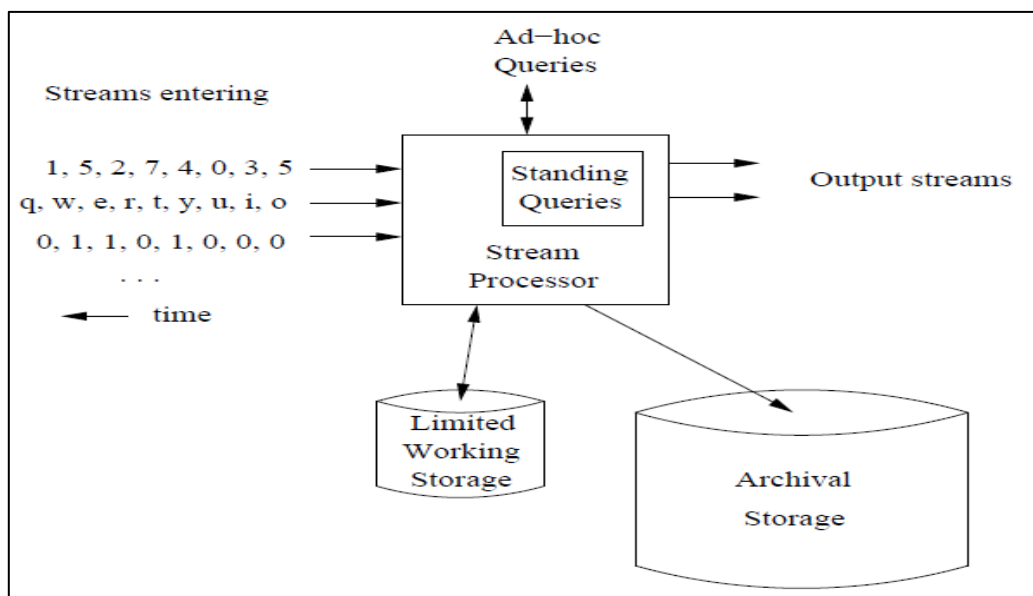 Ad-hoc
Queries
Streams entering
1, 5, 2, 7, 4, 0, 3, 5
q, w, e, r, t, y, u, i, o
0, 1, 1, 0, 1, 0, 0, 0
. . .
time
Standing
Queries
Stream
Processor
Output streams
Limited
Working
Storage
Archival
Storage